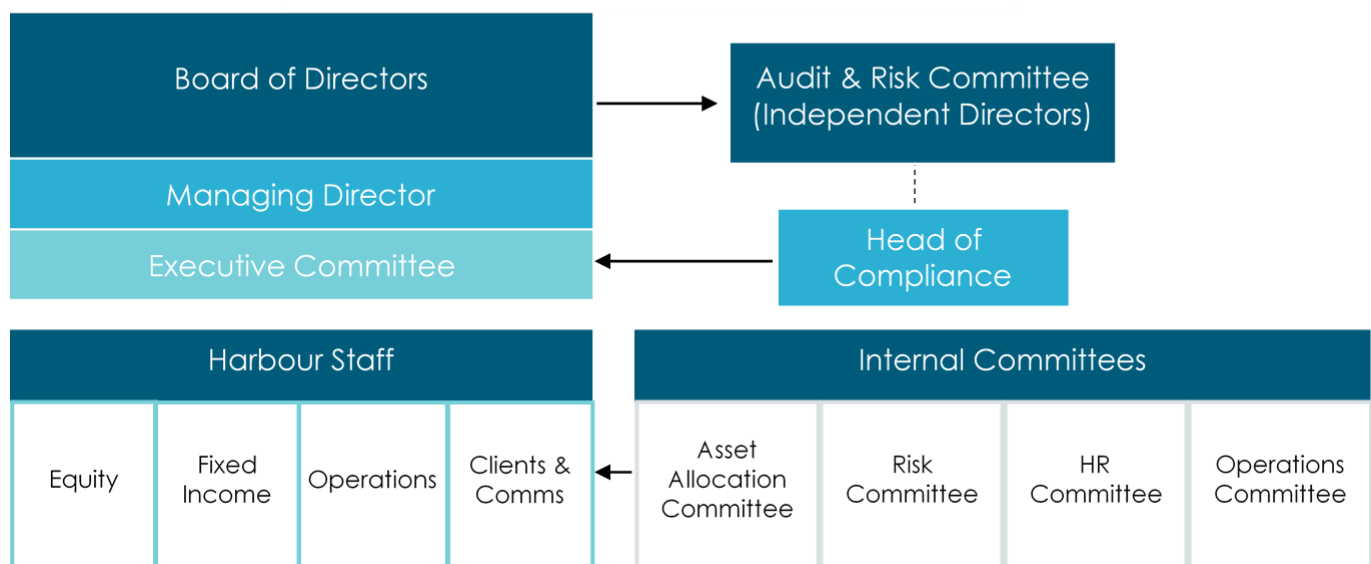 Board of Directors
Audit & Risk Committee
(Independent Directors)
Managing Director
Executive Committee
Head of
Compliance
Harbour Staff
Internal Committees
Equity
Fixed
Income
Operations
Clients &
Comms
Asset
Allocation
Committee
Risk
Committee
HR
Committee
Operations
Committee